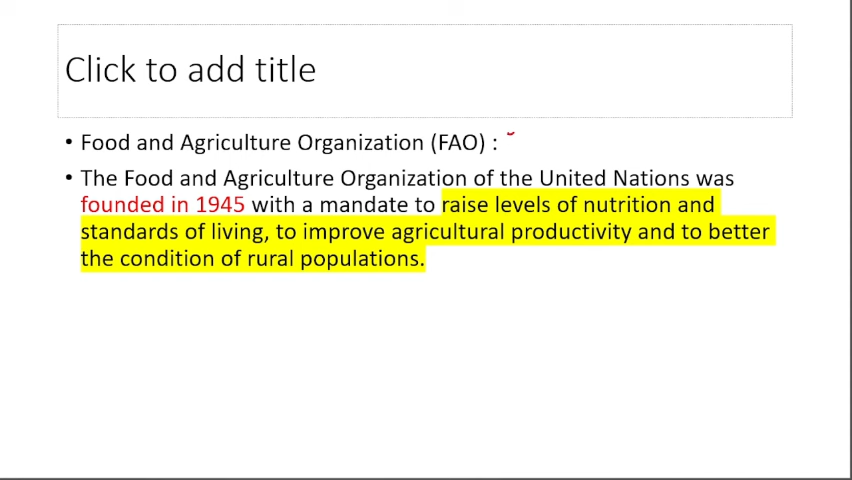 Click to add title
• Food and Agriculture Organization (FAO) :
• The Food and Agriculture Organization of the United Nations was
founded in 1945 with a mandate to raise levels of nutrition and
standards of living, to improve agricultural productivity and to better
the condition of rural populations.